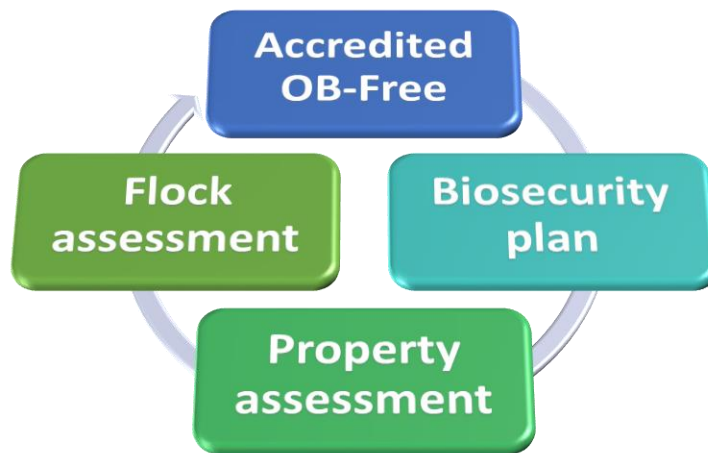 Accredited
OB-Free
Biosecurity
plan
Property
assessment
Flock
assessment